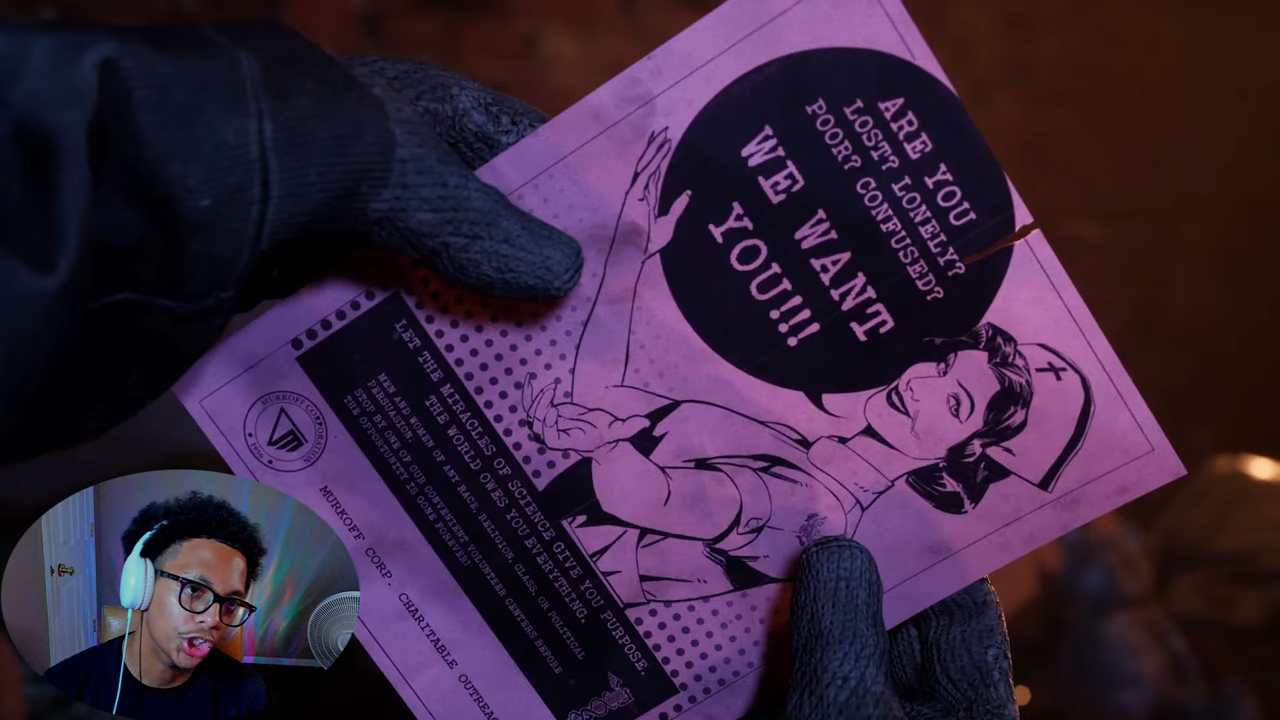 ARE YOU
LOST? LONELY?
POOR? CONFUSED?
WE WANT
YOU!!!
LET THE MIRACLES OF SCIENCE GIVE YOU PURPOSE.
THE WORLD OWES YOU EVERYTHING.
MEN AND WOMEN OF ANY RACE, RELIGION, CLASS, OR POLITICAL
PERSUASION.
STOP BY ONE OF OUR CONVENIENT VOLUNTEER CENTERS BEFORE
THE OPPORTUNITY IS GONE FOREVER!
MURKOFF CORPORATION
1956
MURKOFF CORP. CHARITABLE OUTREAC